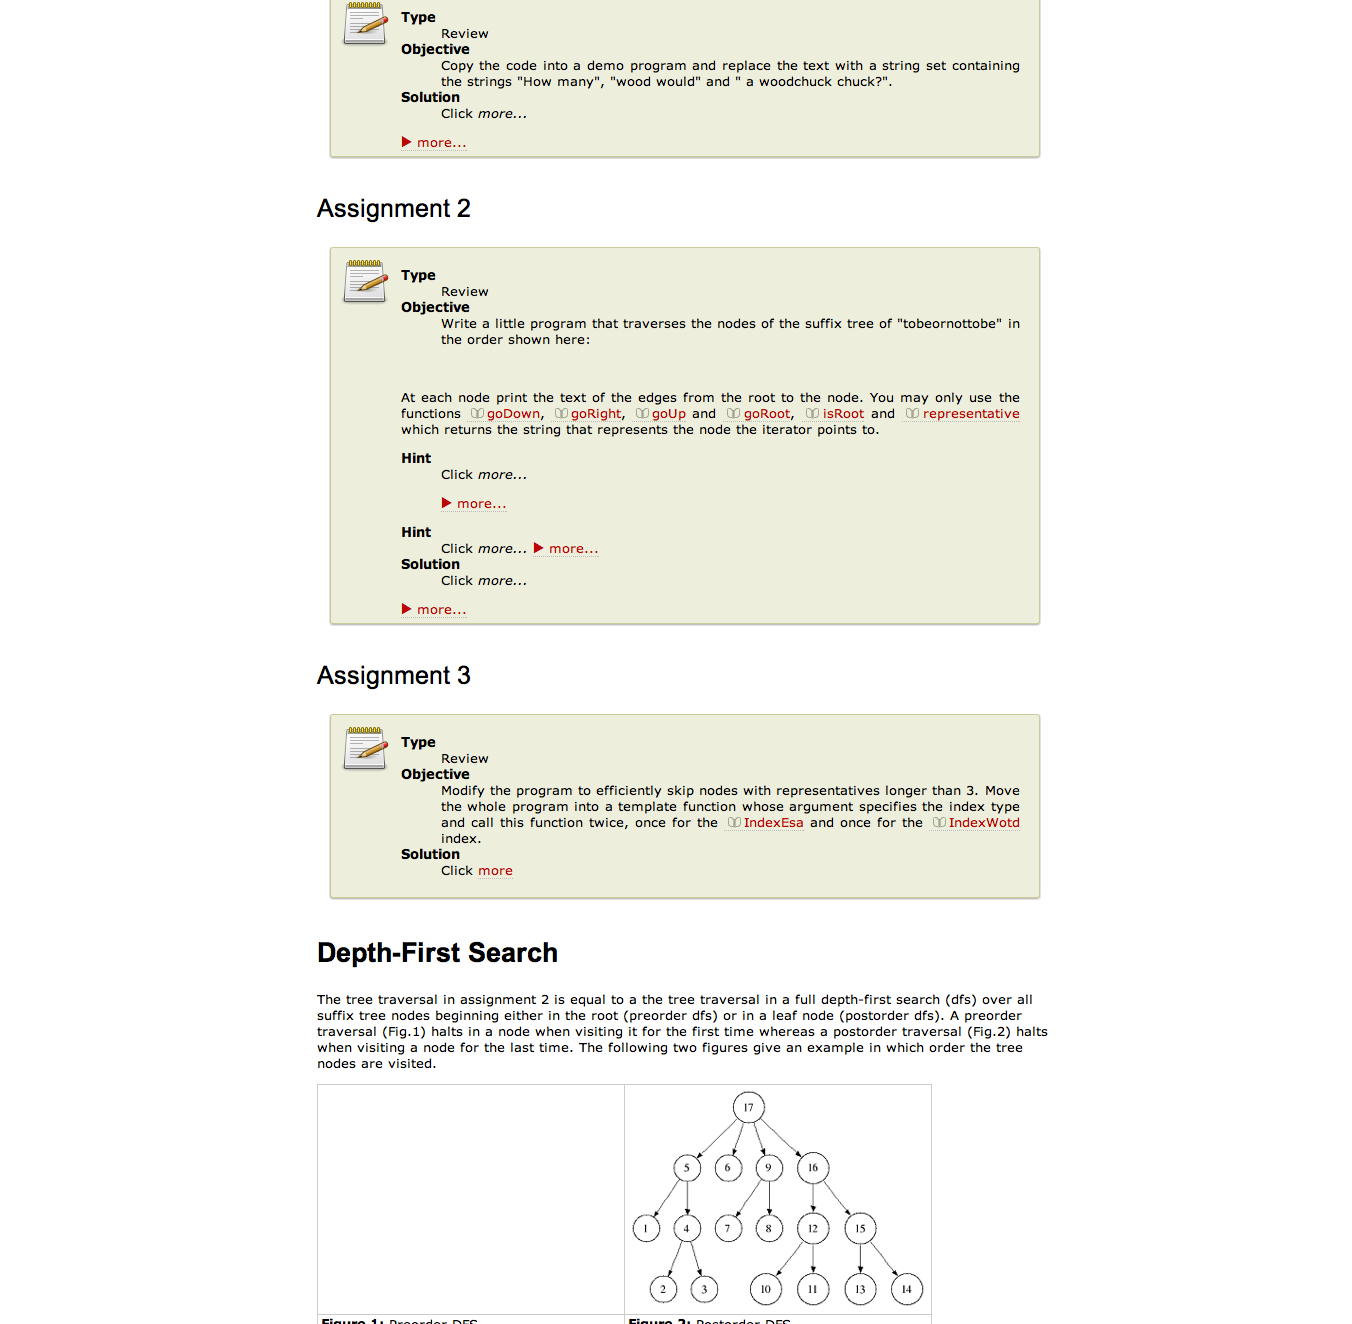 Type
Review
Objective
Copy the code into a demo program and replace the text with a string set containing
the strings "How many", "wood would" and " a woodchuck chuck?".
Solution
Click more...
more...
Assignment 2
Type
Review
Objective
Write a little program that traverses the nodes of the suffix tree of "tobeornottobe" in
the order shown here:
At each node print the text of the edges from the root to the node. You may only use the
functions goDown, goRight, goUp and goRoot, isRoot and representative
which returns the string that represents the node the iterator points to.
Hint
Click more...
more...
Hint
Click more... more...
Solution
Click more...
more...
Assignment 3
Type
Review
Objective
Modify the program to efficiently skip nodes with representatives longer than 3. Move
the whole program into a template function whose argument specifies the index type
and call this function twice, once for the IndexEsa and once for the IndexWotd
index.
Solution
Click more
Depth-First Search
The tree traversal in assignment 2 is equal to a the tree traversal in a full depth-first search (dfs) over all
suffix tree nodes beginning either in the root (preorder dfs) or in a leaf node (postorder dfs). A preorder
traversal (Fig.1) halts in a node when visiting it for the first time whereas a postorder traversal (Fig.2) halts
when visiting a node for the last time. The following two figures give an example in which order the tree
nodes are visited.
17
5 6 9 16
1 4 7 8 12 15
2 3 10 11 13 14
Figure 1: Preorder DFS Figure 2: Postorder DFS